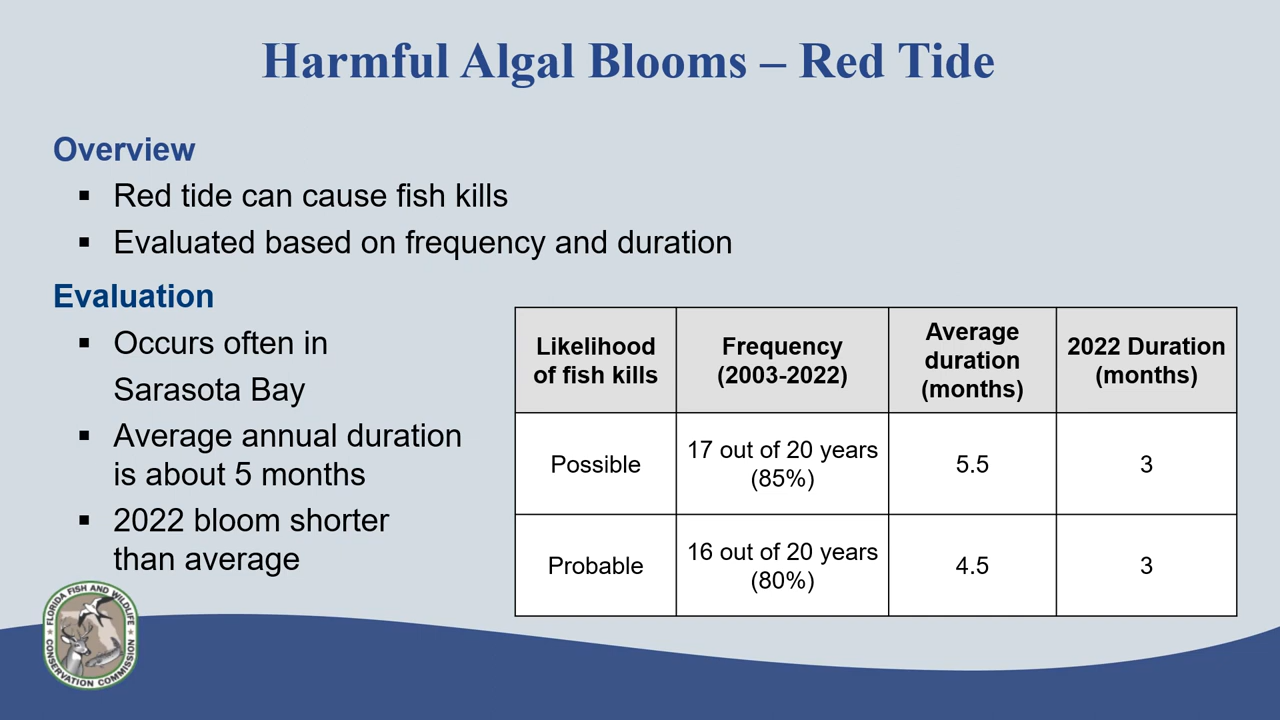 Harmful Algal Blooms – Red Tide
Overview
▪ Red tide can cause fish kills
▪ Evaluated based on frequency and duration
Evaluation
▪ Occurs often in
Sarasota Bay
▪ Average annual duration
is about 5 months
▪ 2022 bloom shorter
than average
Likelihood
of fish kills
Frequency
(2003-2022)
Average
duration
(months)
2022 Duration
(months)
Possible
17 out of 20 years
(85%)
5.5
3
Probable
16 out of 20 years
(80%)
4.5
3
FLORIDA FISH AND WILDLIFE
CONSERVATION COMMISSION